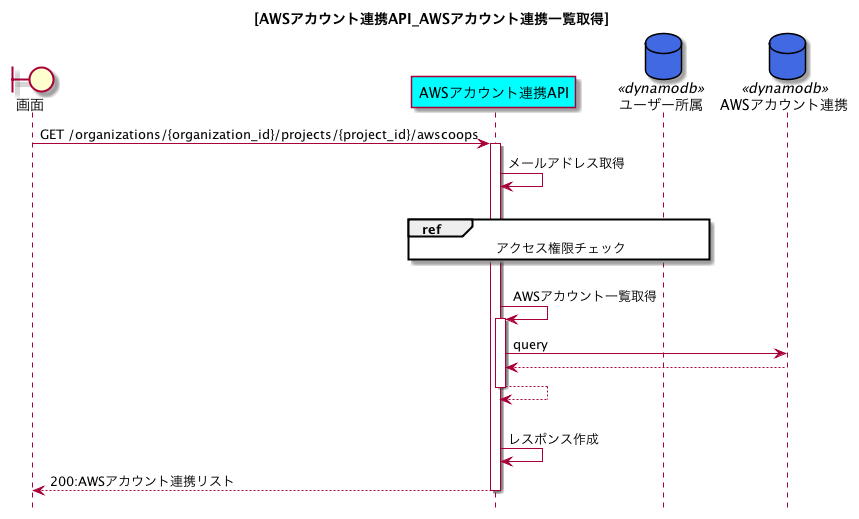 [AWSアカウント連携API_AWSアカウント連携一覧取得]
画面
AWSアカウント連携API
«dynamodb»
ユーザー所属
«dynamodb»
AWSアカウント連携
GET /organizations/{organization_id}/projects/{project_id}/awscoops
メールアドレス取得
ref
アクセス権限チェック
AWSアカウント一覧取得
query
レスポンス作成
200:AWSアカウント連携リスト